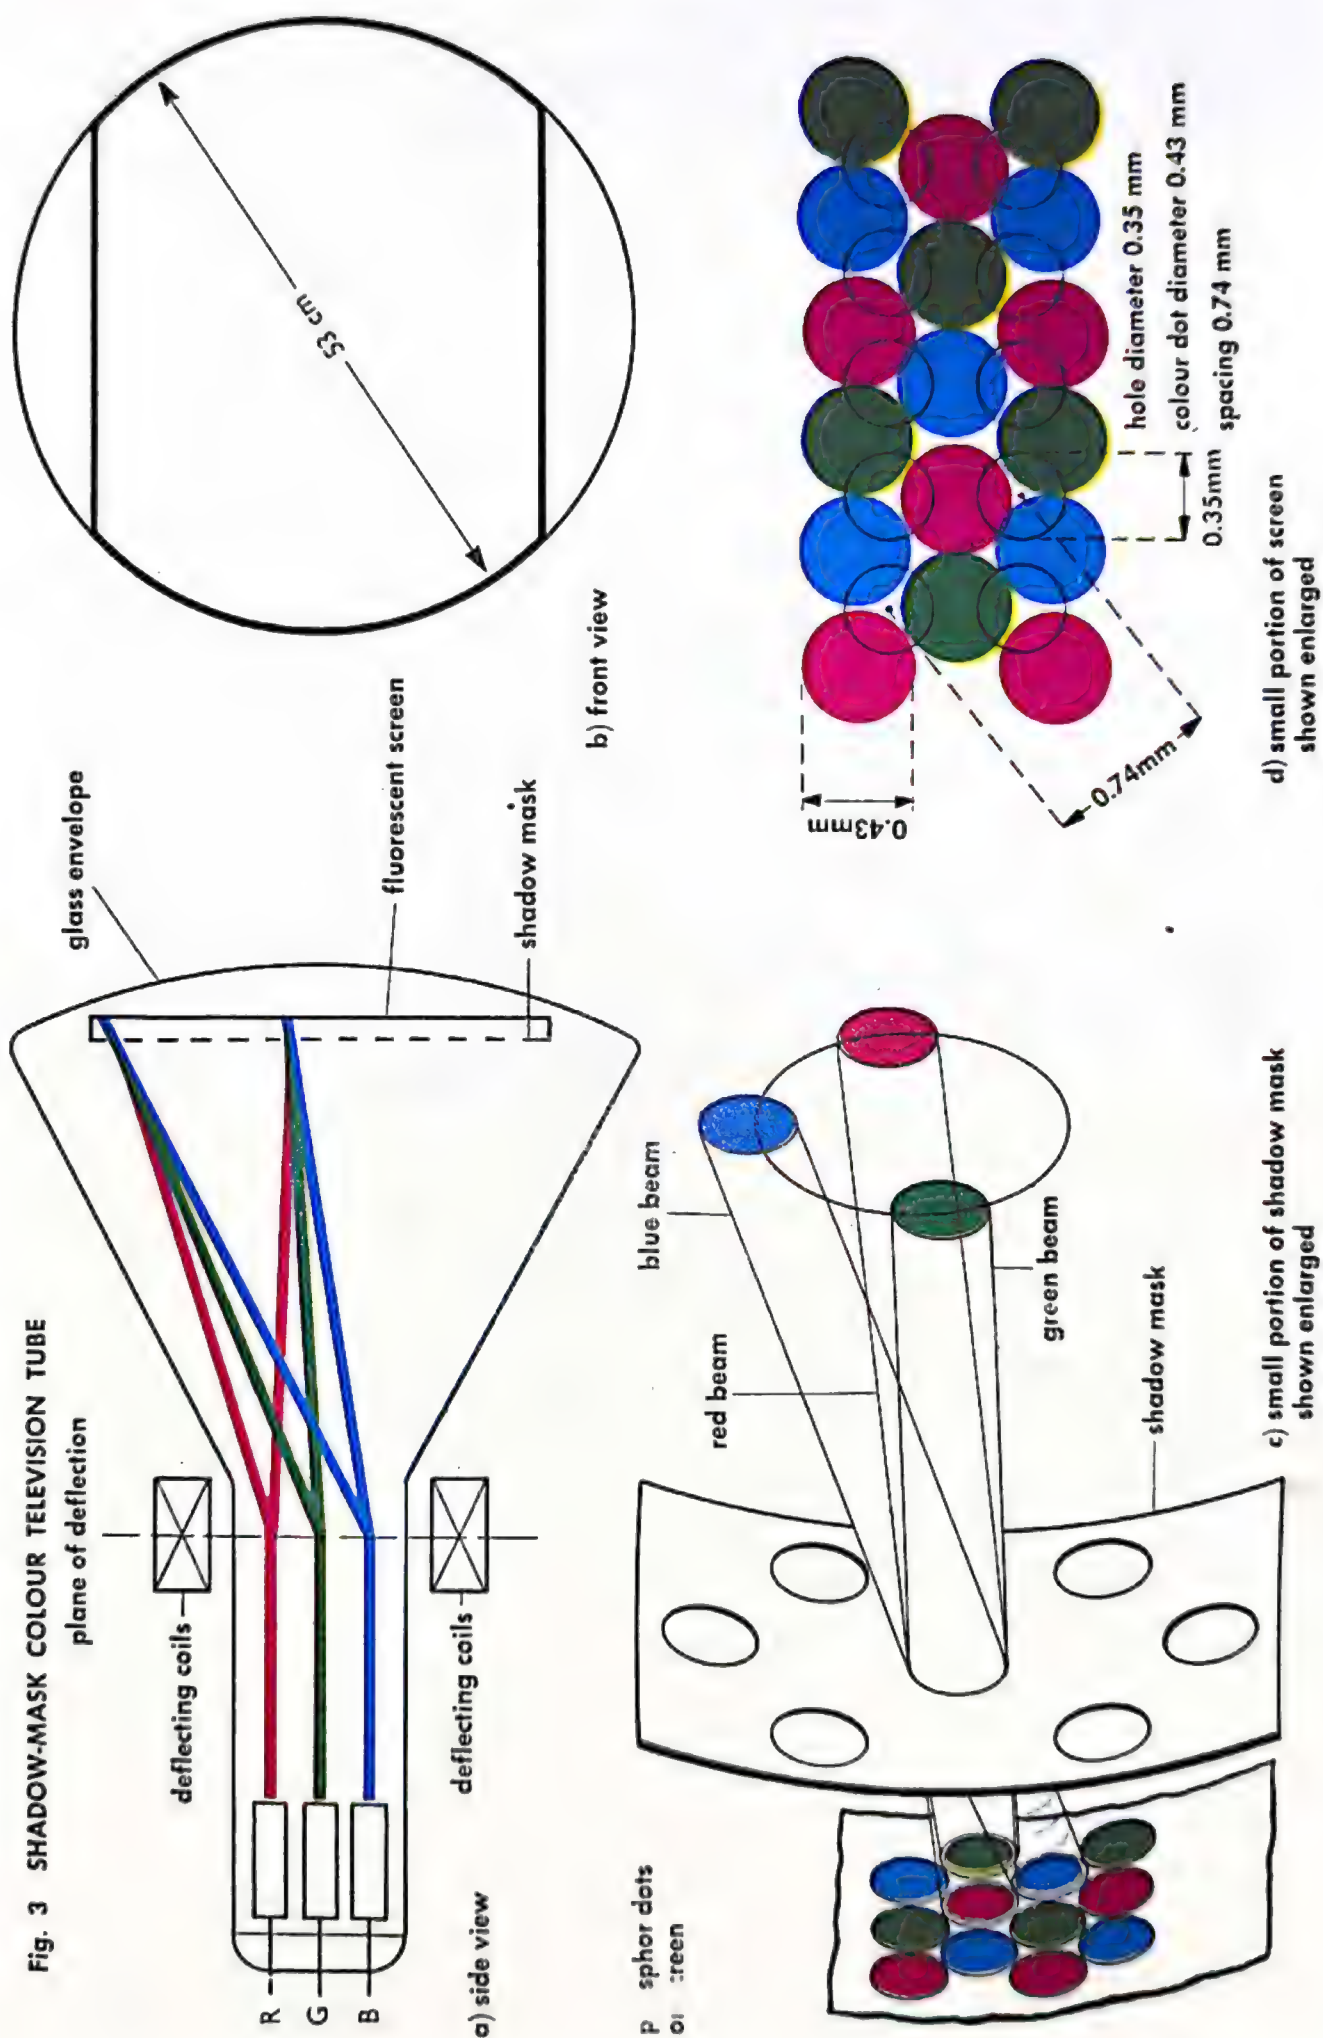 Fig. 3 SHADOW-MASK COLOUR TELEVISION TUBE
plane of deflection
deflecting coils
deflecting coils
R
G
B
glass envelope
fluorescent screen
shadow mask
a) side view
53 cm
b) front view
sphor dots
blue beam
red beam
green beam
shadow mask
c) small portion of shadow mask
shown enlarged
0.43mm
0.74mm
0.35mm
hole diameter 0.35 mm
colour dot diameter 0.43 mm
spacing 0.74 mm
d) small portion of screen
shown enlarged